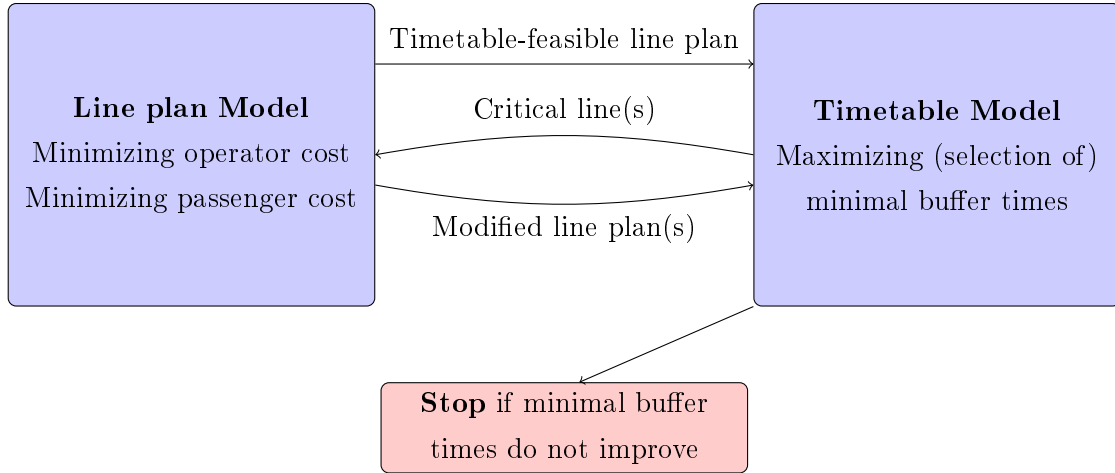 Timetable-feasible line plan
Line plan Model
Minimizing operator cost
Minimizing passenger cost
Critical line(s)
Modified line plan(s)
Timetable Model
Maximizing (selection of)
minimal buffer times
Stop if minimal buffer
times do not improve